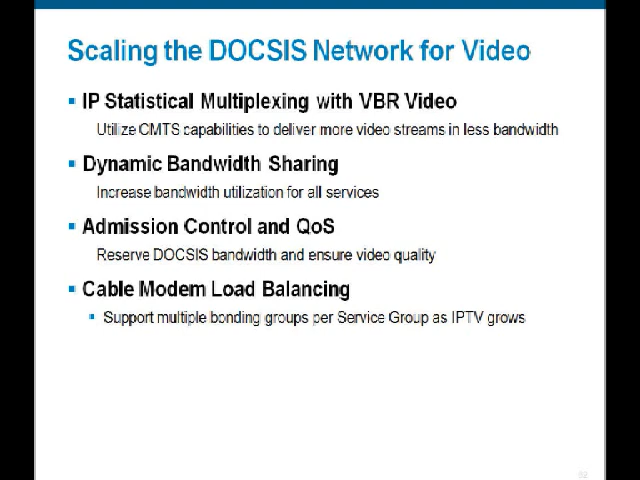 Scaling the DOCSIS Network for Video
IP Statistical Multiplexing with VBR Video
Utilize CMTS capabilities to deliver more video streams in less bandwidth
Dynamic Bandwidth Sharing
Increase bandwidth utilization for all services
Admission Control and QoS
Reserve DOCSIS bandwidth and ensure video quality
Cable Modem Load Balancing
Support multiple bonding groups per Service Group as IPTV grows